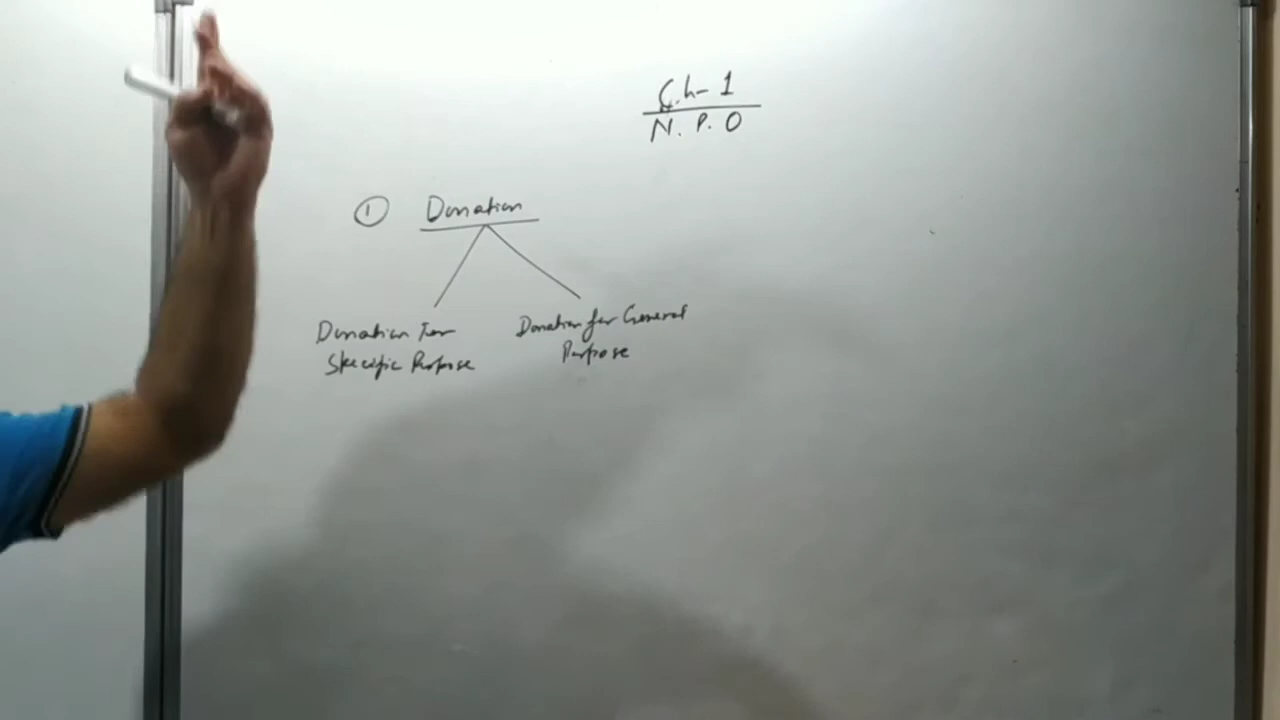 Ch-1
N.P.O
① Donation
Donation For
Specific Purpose
Donation for General
Purpose